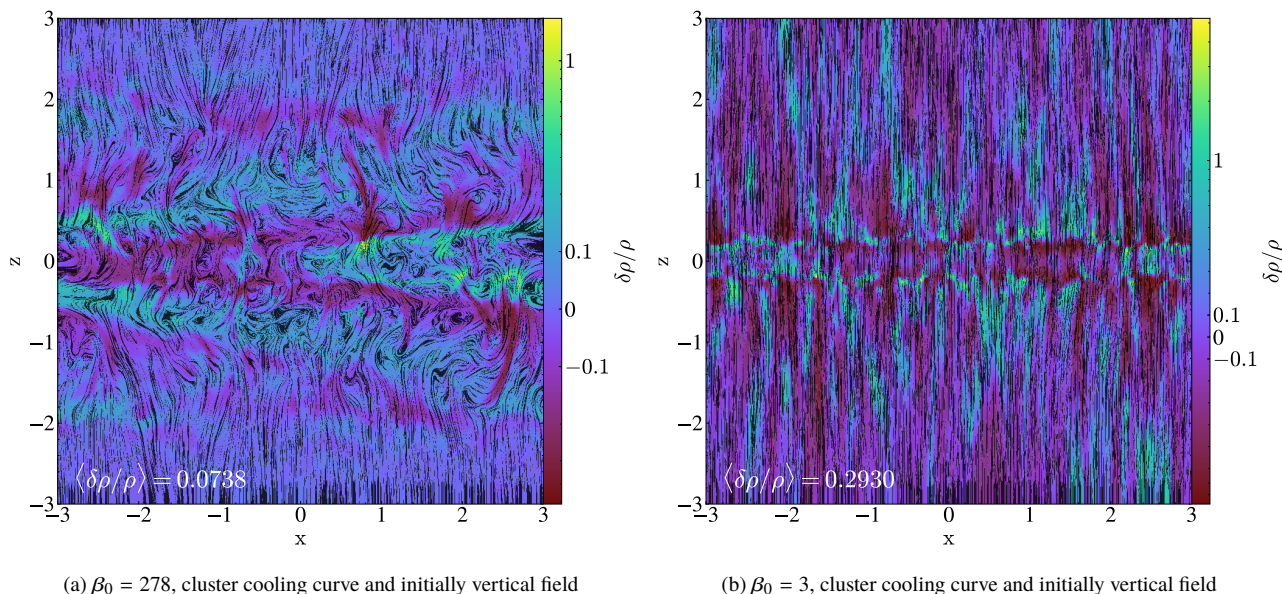 3
2
1
0
−1
−2
−3
z
−3 −2 −1 0 1 2 3
x
⟨δρ/ρ⟩ = 0.0738
1
0.1
0
−0.1
δρ/ρ
3
2
1
0
−1
−2
−3
z
−3 −2 −1 0 1 2 3
x
⟨δρ/ρ⟩ = 0.2930
1
0.1
0
−0.1
δρ/ρ
(a) β₀ = 278, cluster cooling curve and initially vertical field
(b) β₀ = 3, cluster cooling curve and initially vertical field